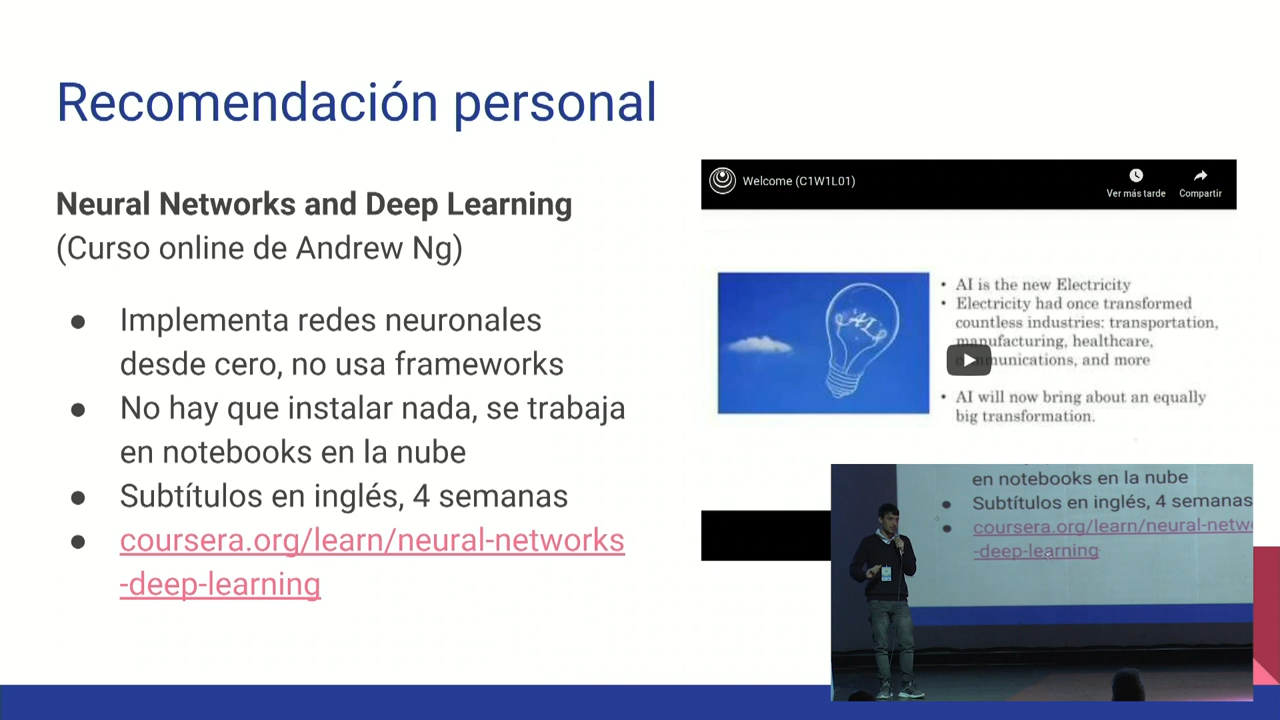 Recomendación personal
Neural Networks and Deep Learning
(Curso online de Andrew Ng)
● Implementa redes neuronales
desde cero, no usa frameworks
● No hay que instalar nada, se trabaja
en notebooks en la nube
● Subtítulos en inglés, 4 semanas
● coursera.org/learn/neural-networks
-deep-learning
Welcome (C1W1L01)
Ver más tarde
Compartir
AI
• AI is the new Electricity
• Electricity had once transformed
countless industries: transportation,
manufacturing, healthcare,
communications, and more
• AI will now bring about an equally
big transformation.
en notebooks en la nube
● Subtítulos en inglés, 4 semanas
● coursera.org/learn/neural-netw
-deep-learning